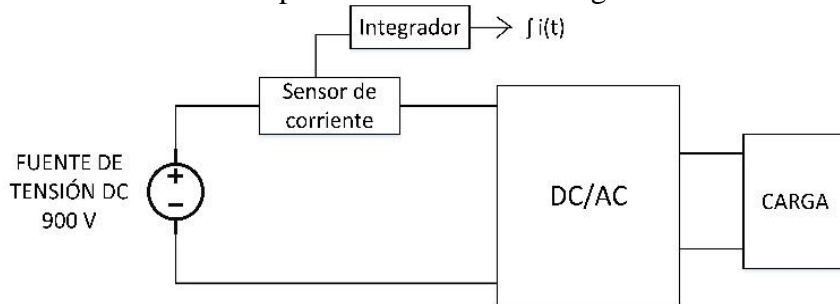 Integrador
∫ i(t)
Sensor de
corriente
FUENTE DE
TENSIÓN DC
900 V
+
−
DC/AC
CARGA